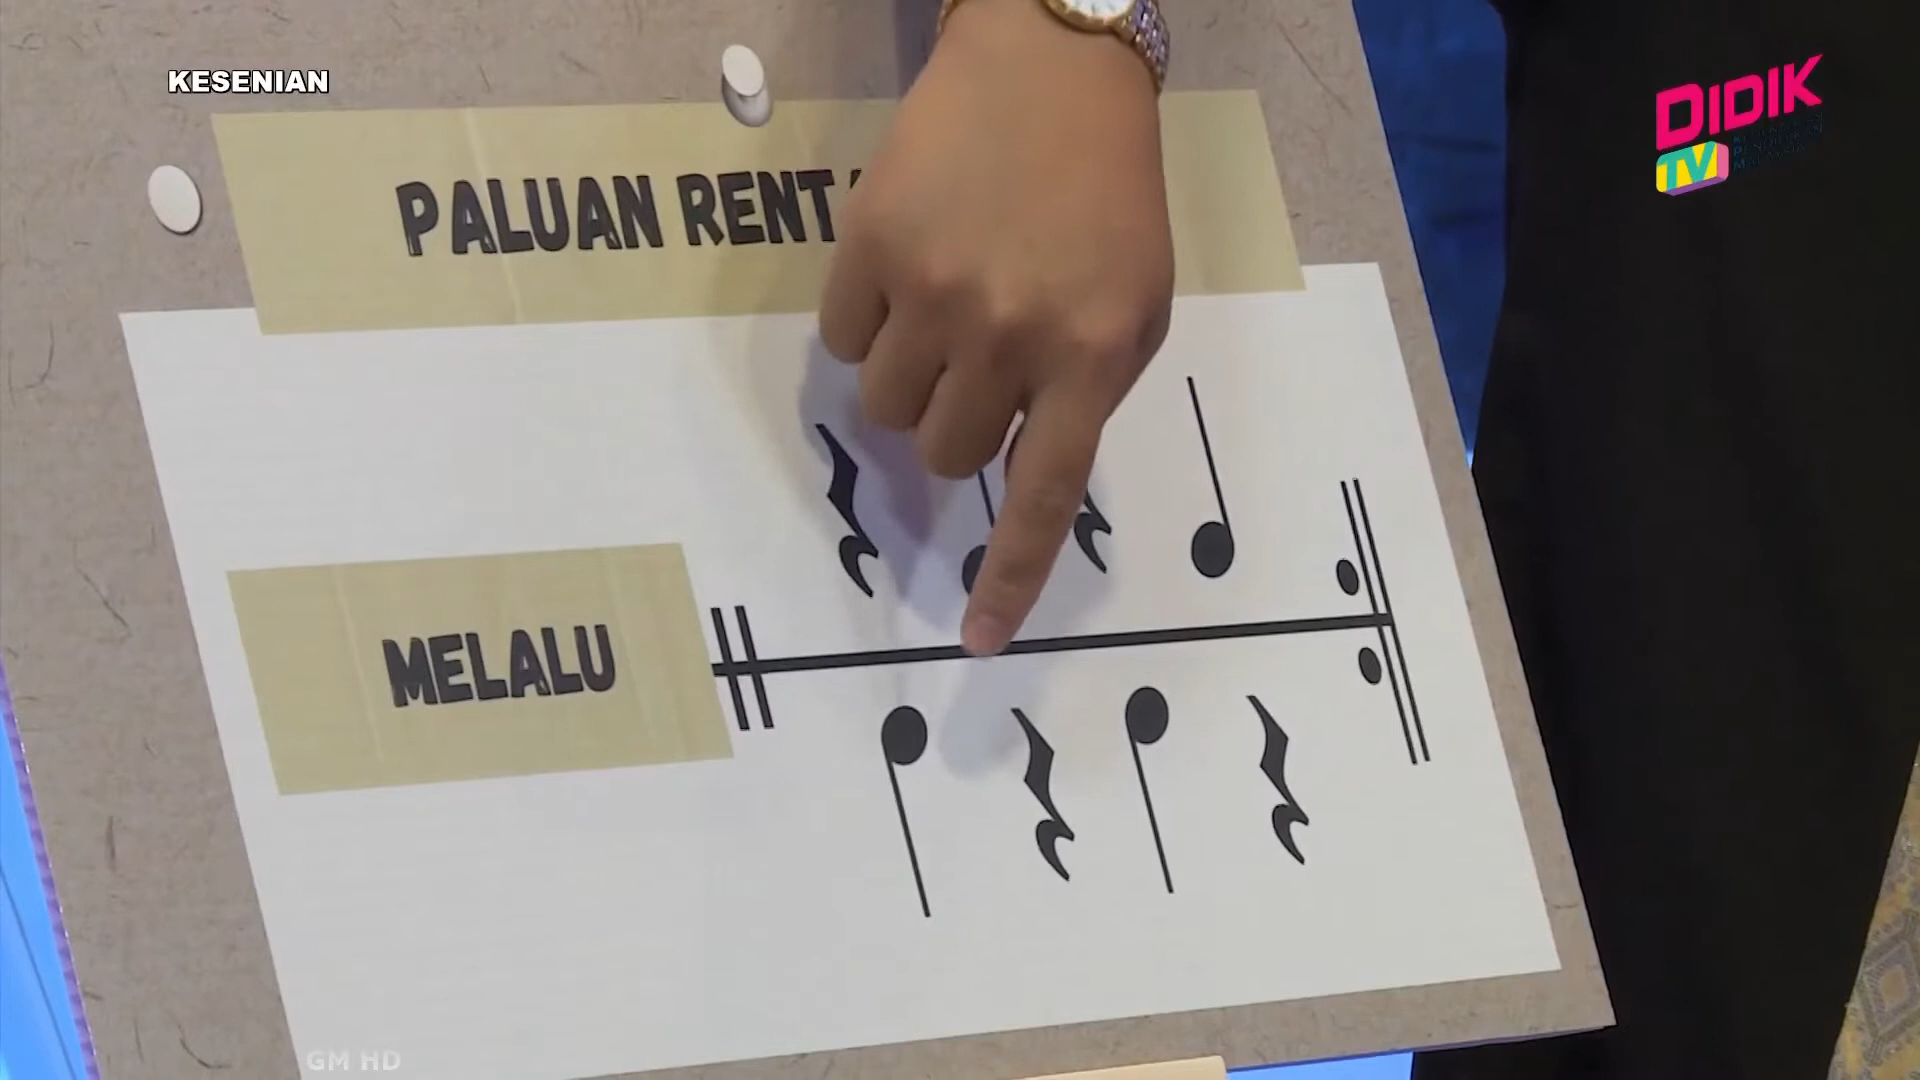 KESENIAN
DIDIK
TV
PALUAN RENT
MELALU
GM HD